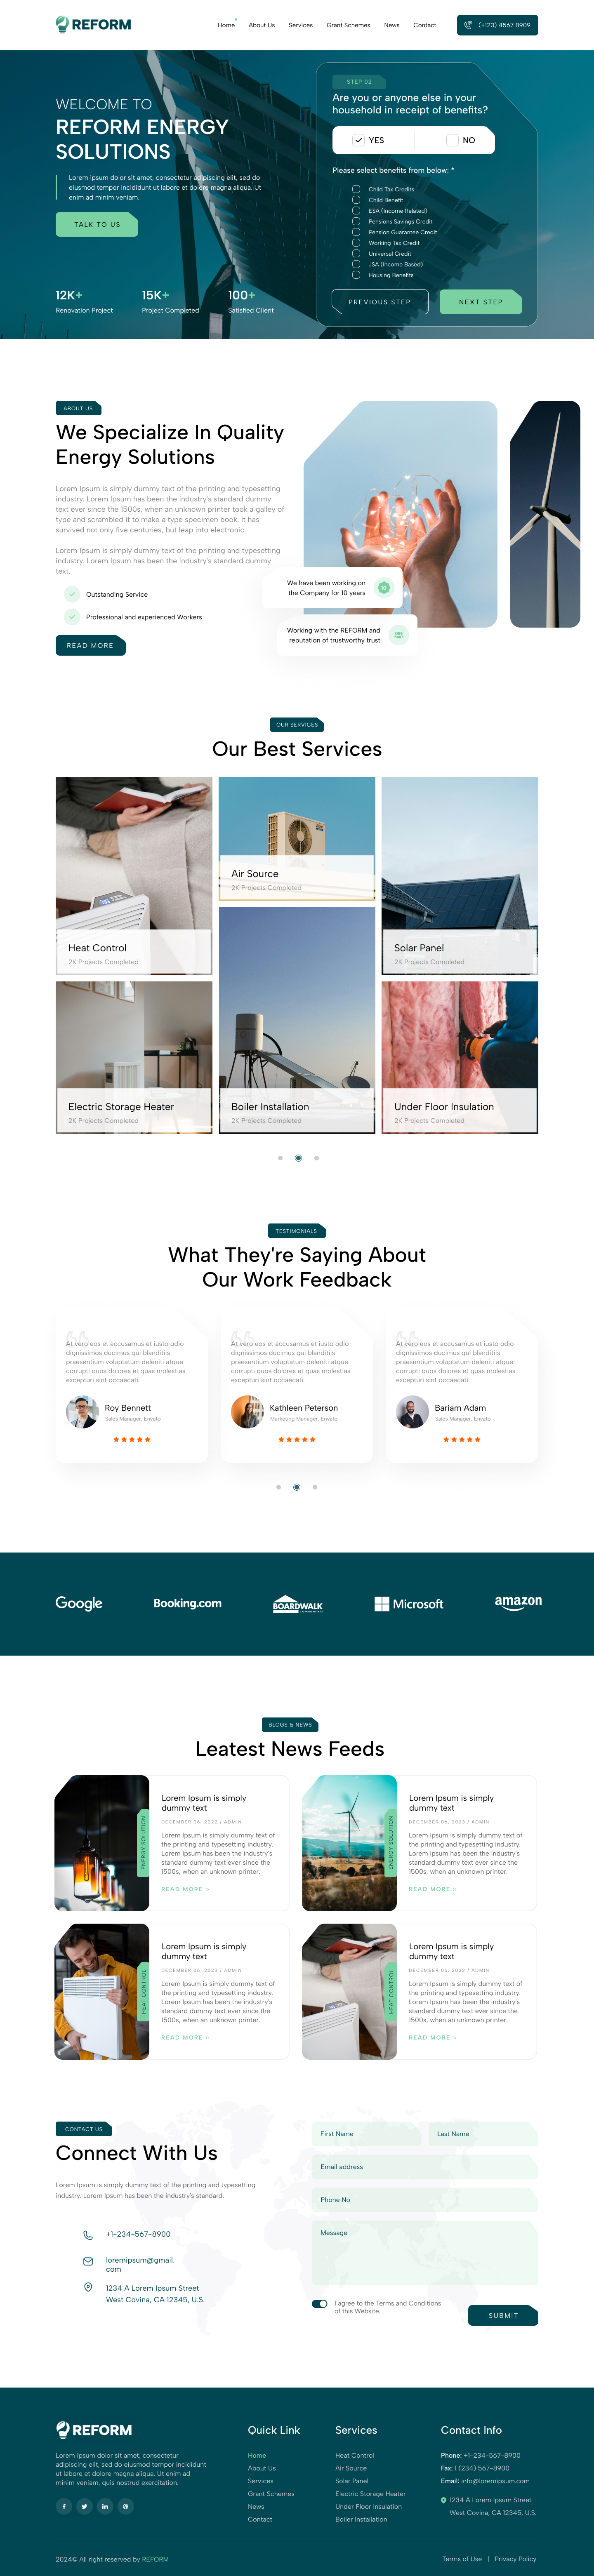 REFORM
Home
About Us
Services
Grant Schemes
News
Contact
(+123) 4567 8909
WELCOME TO
REFORM ENERGY
SOLUTIONS
Lorem ipsum dolor sit amet, consectetur adipiscing elit, sed do
eiusmod tempor incididunt ut labore et dolore magna aliqua. Ut
enim ad minim veniam.
TALK TO US
12K+
Renovation Project
15K+
Project Completed
100+
Satisfied Client
STEP 02
Are you or anyone else in your
household in receipt of benefits?
YES
NO
Please select benefits from below: *
Child Tax Credits
Child Benefit
ESA (Income Related)
Pensions Savings Credit
Pension Guarantee Credit
Working Tax Credit
Universal Credit
JSA (Income Based)
Housing Benefits
PREVIOUS STEP
NEXT STEP
ABOUT US
We Specialize In Quality
Energy Solutions
Lorem Ipsum is simply dummy text of the printing and typesetting
industry. Lorem Ipsum has been the industry's standard dummy
text ever since the 1500s, when an unknown printer took a galley of
type and scrambled it to make a type specimen book. It has
survived not only five centuries, but leap into electronic.
Lorem Ipsum is simply dummy text of the printing and typesetting
industry. Lorem Ipsum has been the industry's standard dummy
text.
Outstanding Service
Professional and experienced Workers
READ MORE
We have been working on
the Company for 10 years
Working with the REFORM and
reputation of trustworthy trust
OUR SERVICES
Our Best Services
Heat Control
2K Projects Completed
Air Source
2K Projects Completed
Solar Panel
2K Projects Completed
Electric Storage Heater
2K Projects Completed
Boiler Installation
2K Projects Completed
Under Floor Insulation
2K Projects Completed
TESTIMONIALS
What They're Saying About
Our Work Feedback
At vero eos et accusamus et iusto odio
dignissimos ducimus qui blanditiis
praesentium voluptatum deleniti atque
corrupti quos dolores et quas molestias
excepturi sint occaecati.
Roy Bennett
Sales Manager, Envato
At vero eos et accusamus et iusto odio
dignissimos ducimus qui blanditiis
praesentium voluptatum deleniti atque
corrupti quos dolores et quas molestias
excepturi sint occaecati.
Kathleen Peterson
Marketing Manager, Envato
At vero eos et accusamus et iusto odio
dignissimos ducimus qui blanditiis
praesentium voluptatum deleniti atque
corrupti quos dolores et quas molestias
excepturi sint occaecati.
Bariam Adam
Sales Manager, Envato
Google
Booking.com
BOARDWALK
COMMUNITIES
Microsoft
amazon
BLOGS & NEWS
Leatest News Feeds
ENERGY SOLUTION
Lorem Ipsum is simply
dummy text
DECEMBER 06, 2022 / ADMIN
Lorem Ipsum is simply dummy text of
the printing and typesetting industry.
Lorem Ipsum has been the industry's
standard dummy text ever since the
1500s, when an unknown printer.
READ MORE »
ENERGY SOLUTION
Lorem Ipsum is simply
dummy text
DECEMBER 06, 2023 / ADMIN
Lorem Ipsum is simply dummy text of
the printing and typesetting industry.
Lorem Ipsum has been the industry's
standard dummy text ever since the
1500s, when an unknown printer.
READ MORE »
HEAT CONTROL
Lorem Ipsum is simply
dummy text
DECEMBER 06, 2023 / ADMIN
Lorem Ipsum is simply dummy text of
the printing and typesetting industry.
Lorem Ipsum has been the industry's
standard dummy text ever since the
1500s, when an unknown printer.
READ MORE »
HEAT CONTROL
Lorem Ipsum is simply
dummy text
DECEMBER 06, 2022 / ADMIN
Lorem Ipsum is simply dummy text of
the printing and typesetting industry.
Lorem Ipsum has been the industry's
standard dummy text ever since the
1500s, when an unknown printer.
READ MORE »
CONTACT US
Connect With Us
Lorem Ipsum is simply dummy text of the printing and typesetting
industry. Lorem Ipsum has been the industry's standard.
+1-234-567-8900
loremipsum@gmail.
com
1234 A Lorem Ipsum Street
West Covina, CA 12345, U.S.
First Name
Last Name
Email address
Phone No
Message
I agree to the Terms and Conditions
of this Website.
SUBMIT
REFORM
Lorem ipsum dolor sit amet, consectetur
adipiscing elit, sed do eiusmod tempor incididunt
ut labore et dolore magna aliqua. Ut enim ad
minim veniam, quis nostrud exercitation.
Quick Link
Home
About Us
Services
Grant Schemes
News
Contact
Services
Heat Control
Air Source
Solar Panel
Electric Storage Heater
Under Floor Insulation
Boiler Installation
Contact Info
Phone: +1-234-567-8900
Fax: 1 (234) 567-8900
Email: info@loremipsum.com
1234 A Lorem Ipsum Street
West Covina, CA 12345, U.S.
2024© All right reserved by REFORM
Terms of Use | Privacy Policy